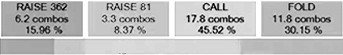 RAISE 362 RAISE 81 CALL FOLD
6.2 combos 3.3 combos 17.8 combos 11.8 combos
15.96 % 8.37 % 45.52 % 30.15 %